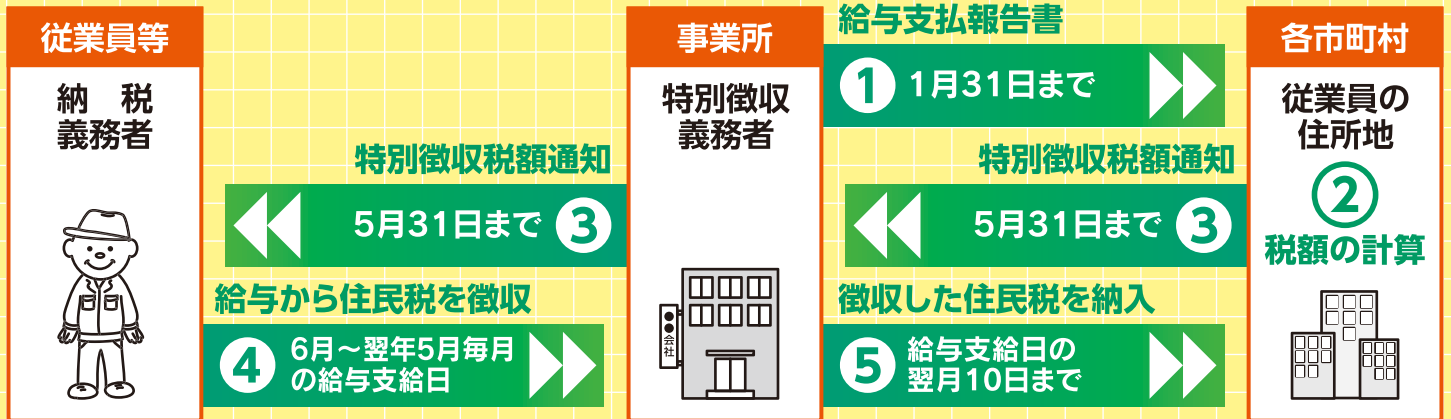 従業員等
納　税
義務者
事業所
特別徴収
義務者
給与支払報告書
① 1月31日まで
各市町村
従業員の
住所地
②
税額の計算
特別徴収税額通知
5月31日まで ③
特別徴収税額通知
5月31日まで ③
給与から住民税を徴収
④ 6月～翌年5月毎月
の給与支給日
●●会社
徴収した住民税を納入
⑤ 給与支給日の
翌月10日まで